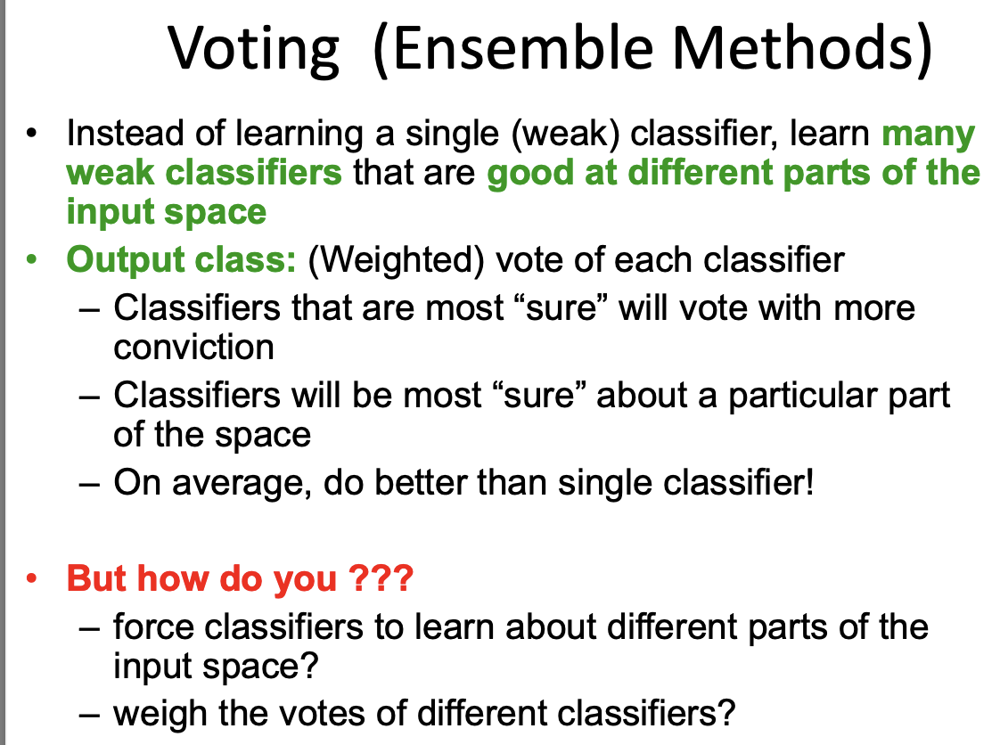 Voting  (Ensemble Methods)
• Instead of learning a single (weak) classifier, learn many
weak classifiers that are good at different parts of the
input space
• Output class: (Weighted) vote of each classifier
– Classifiers that are most “sure” will vote with more
conviction
– Classifiers will be most “sure” about a particular part
of the space
– On average, do better than single classifier!
• But how do you ???
– force classifiers to learn about different parts of the
input space?
– weigh the votes of different classifiers?